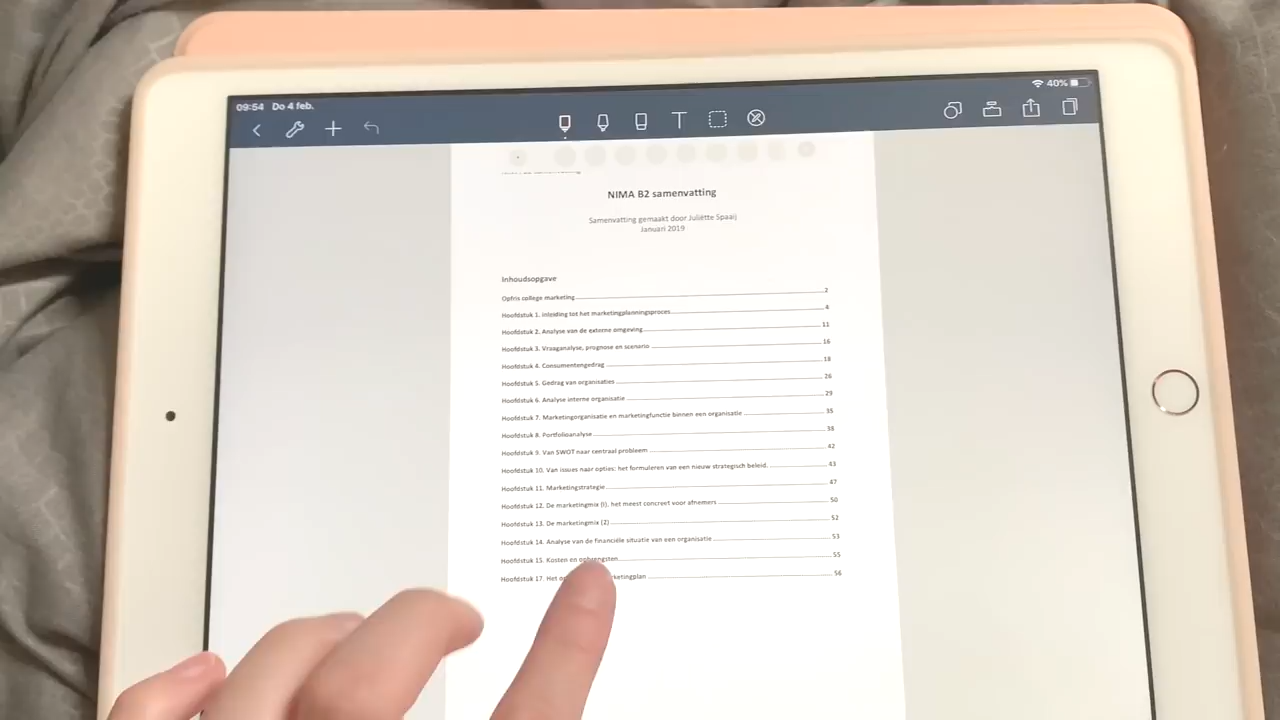 09:54 Do 4 feb.
40%
NIMA B2 samenvatting
Samenvatting gemaakt door Juliëtte Spaaij
Januari 2019
Inhoudsopgave
Opfris college marketing 2
Hoofdstuk 1. Inleiding tot het marketingplanningsproces 4
Hoofdstuk 2. Analyse van de externe omgeving 11
Hoofdstuk 3. Vraaganalyse, prognose en scenario 16
Hoofdstuk 4. Consumentengedrag 18
Hoofdstuk 5. Gedrag van organisaties 26
Hoofdstuk 6. Analyse interne organisatie 29
Hoofdstuk 7. Marketingorganisatie en marketingfunctie binnen een organisatie 35
Hoofdstuk 8. Portfolioanalyse 38
Hoofdstuk 9. Van SWOT naar centraal probleem 42
Hoofdstuk 10. Van issues naar opties: het formuleren van een nieuw strategisch beleid. 43
Hoofdstuk 11. Marketingstrategie 47
Hoofdstuk 12. De marketingmix (I), het meest concreet voor afnemers 50
Hoofdstuk 13. De marketingmix (2) 52
Hoofdstuk 14. Analyse van de financiële situatie van een organisatie 53
Hoofdstuk 15. Kosten en opbrengsten 55
Hoofdstuk 17. Het 56